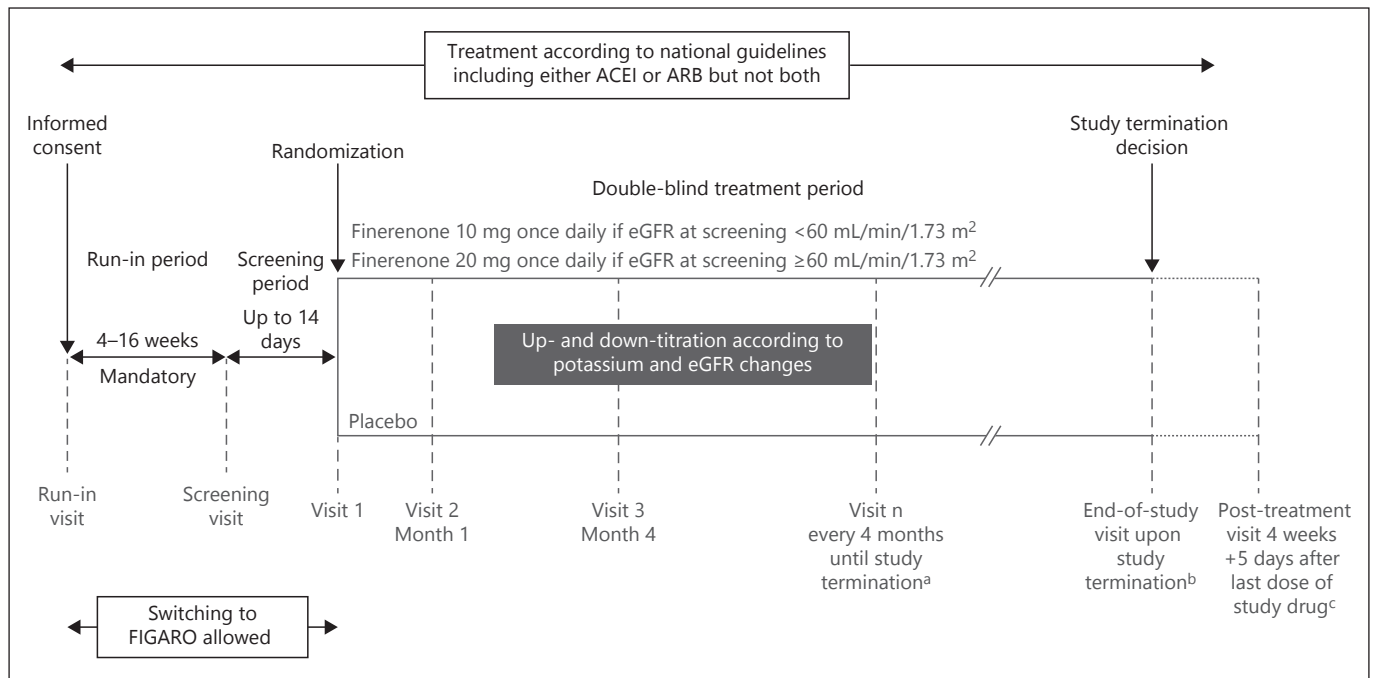 Treatment according to national guidelines
including either ACEI or ARB but not both
Informed
consent
Randomization
Study termination
decision
Double-blind treatment period
Finerenone 10 mg once daily if eGFR at screening <60 mL/min/1.73 m²
Finerenone 20 mg once daily if eGFR at screening ≥60 mL/min/1.73 m²
Run-in period
Screening
period
4–16 weeks
Mandatory
Up to 14
days
Up- and down-titration according to
potassium and eGFR changes
Placebo
Run-in
visit
Screening
visit
Visit 1
Visit 2
Month 1
Visit 3
Month 4
Visit n
every 4 months
until study
terminationᵃ
End-of-study
visit upon
study
terminationᵇ
Post-treatment
visit 4 weeks
+5 days after
last dose of
study drugᶜ
Switching to
FIGARO allowed